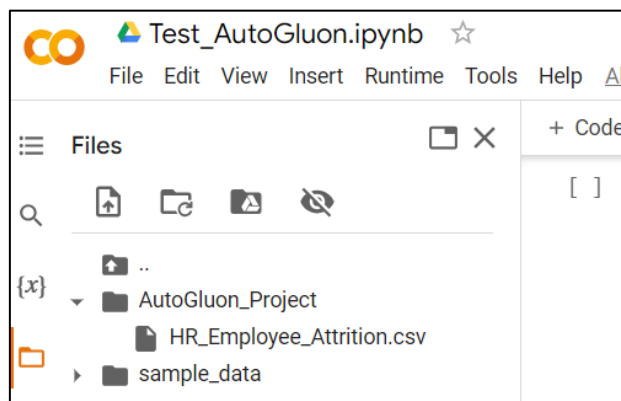 CO Test_AutoGluon.ipynb
File Edit View Insert Runtime Tools Help
Files
+ Code
[ ]
{x}
..
AutoGluon_Project
HR_Employee_Attrition.csv
sample_data